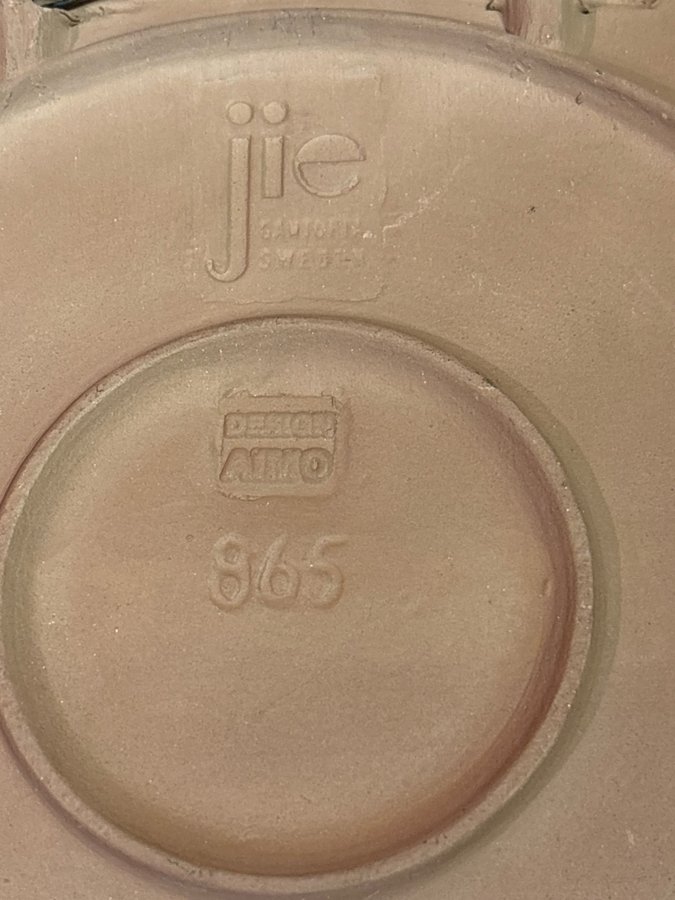 jie
GANTOFTA
SWEDEN
DESIGN
AIMO
865